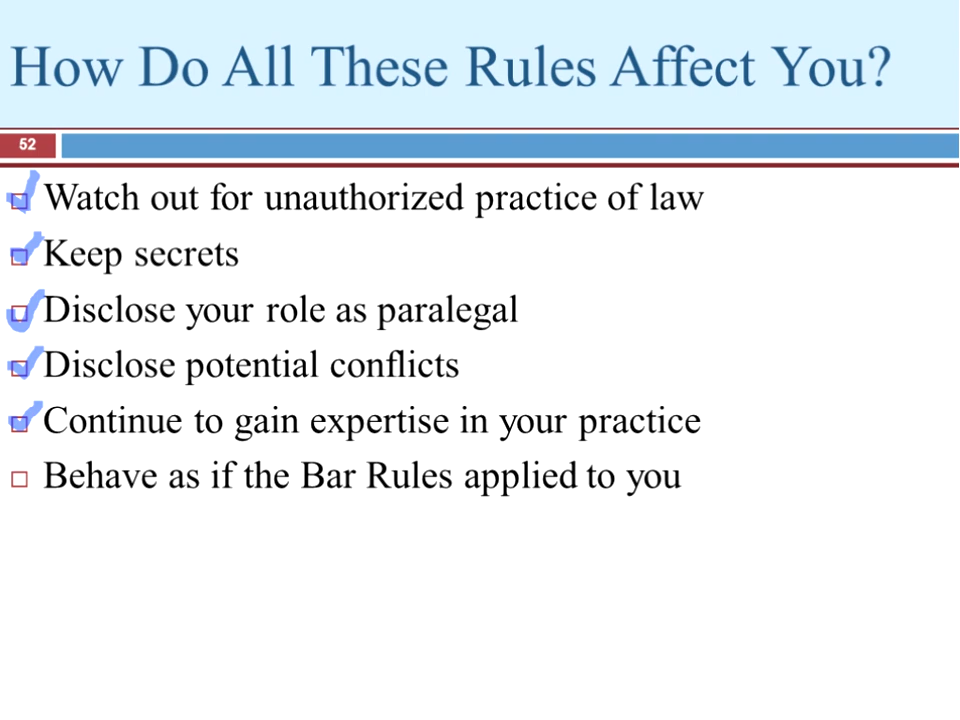 How Do All These Rules Affect You?
52
Watch out for unauthorized practice of law
Keep secrets
Disclose your role as paralegal
Disclose potential conflicts
Continue to gain expertise in your practice
Behave as if the Bar Rules applied to you